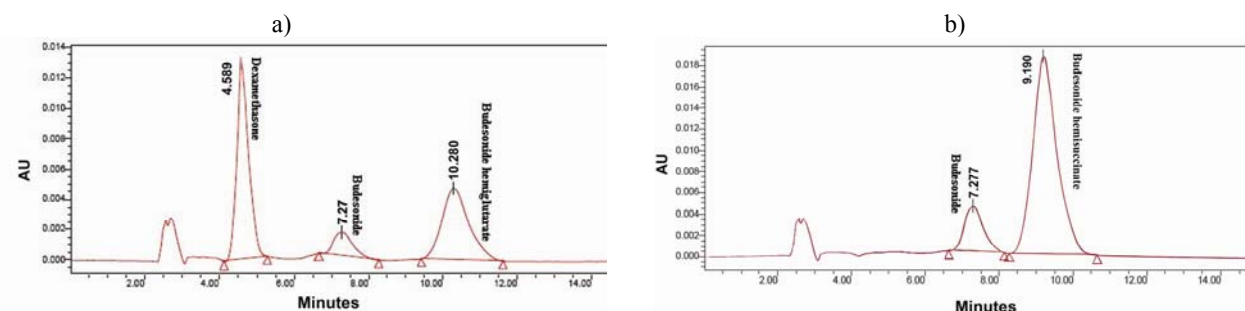 a)
0.014
0.012
0.010
0.008
0.006
0.004
0.002
0.000
AU
4.589
Dexamethasone
7.27
Budesonide
10.280
Budesonide hemiglutarate
2.00 4.00 6.00 8.00 10.00 12.00 14.00
Minutes
b)
0.018
0.016
0.014
0.012
0.010
0.008
0.006
0.004
0.002
0.000
AU
Budesonide
7.277
9.190
Budesonide hemisuccinate
2.00 4.00 6.00 8.00 10.00 12.00 14.00
Minutes